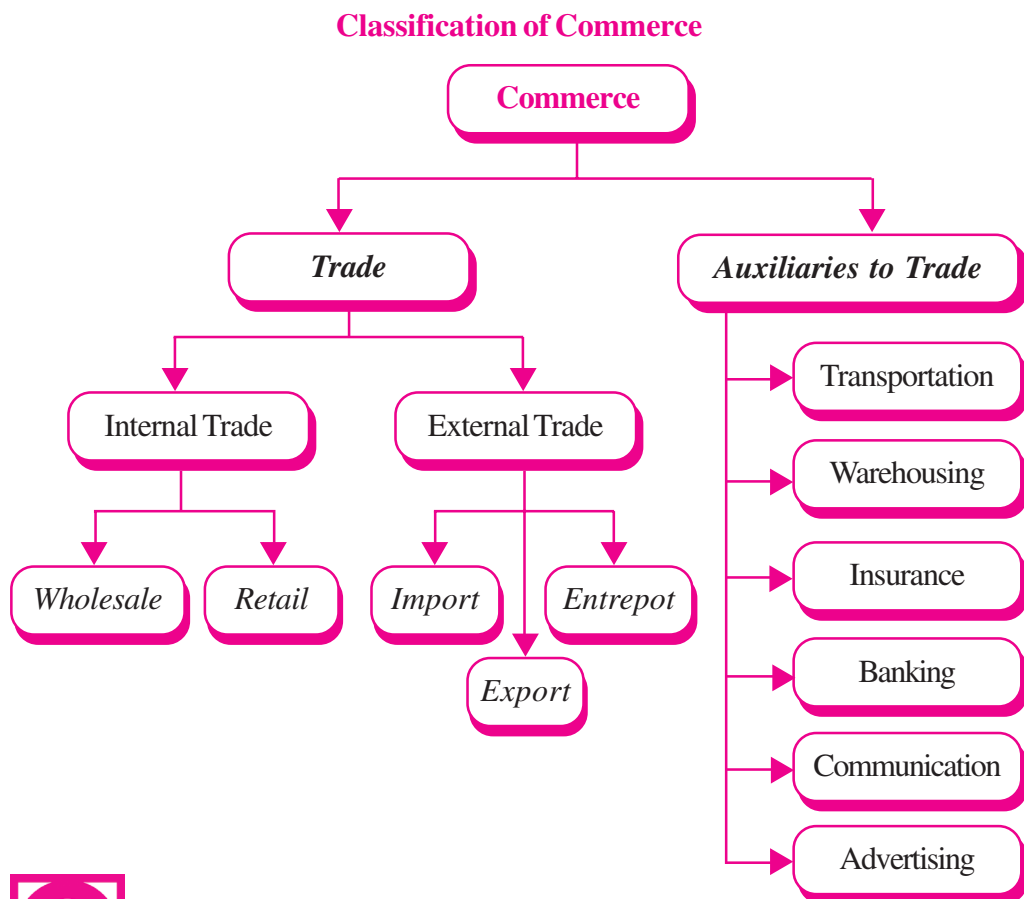 Classification of Commerce
Commerce
Trade
Auxiliaries to Trade
Internal Trade
External Trade
Wholesale
Retail
Import
Entrepot
Export
Transportation
Warehousing
Insurance
Banking
Communication
Advertising